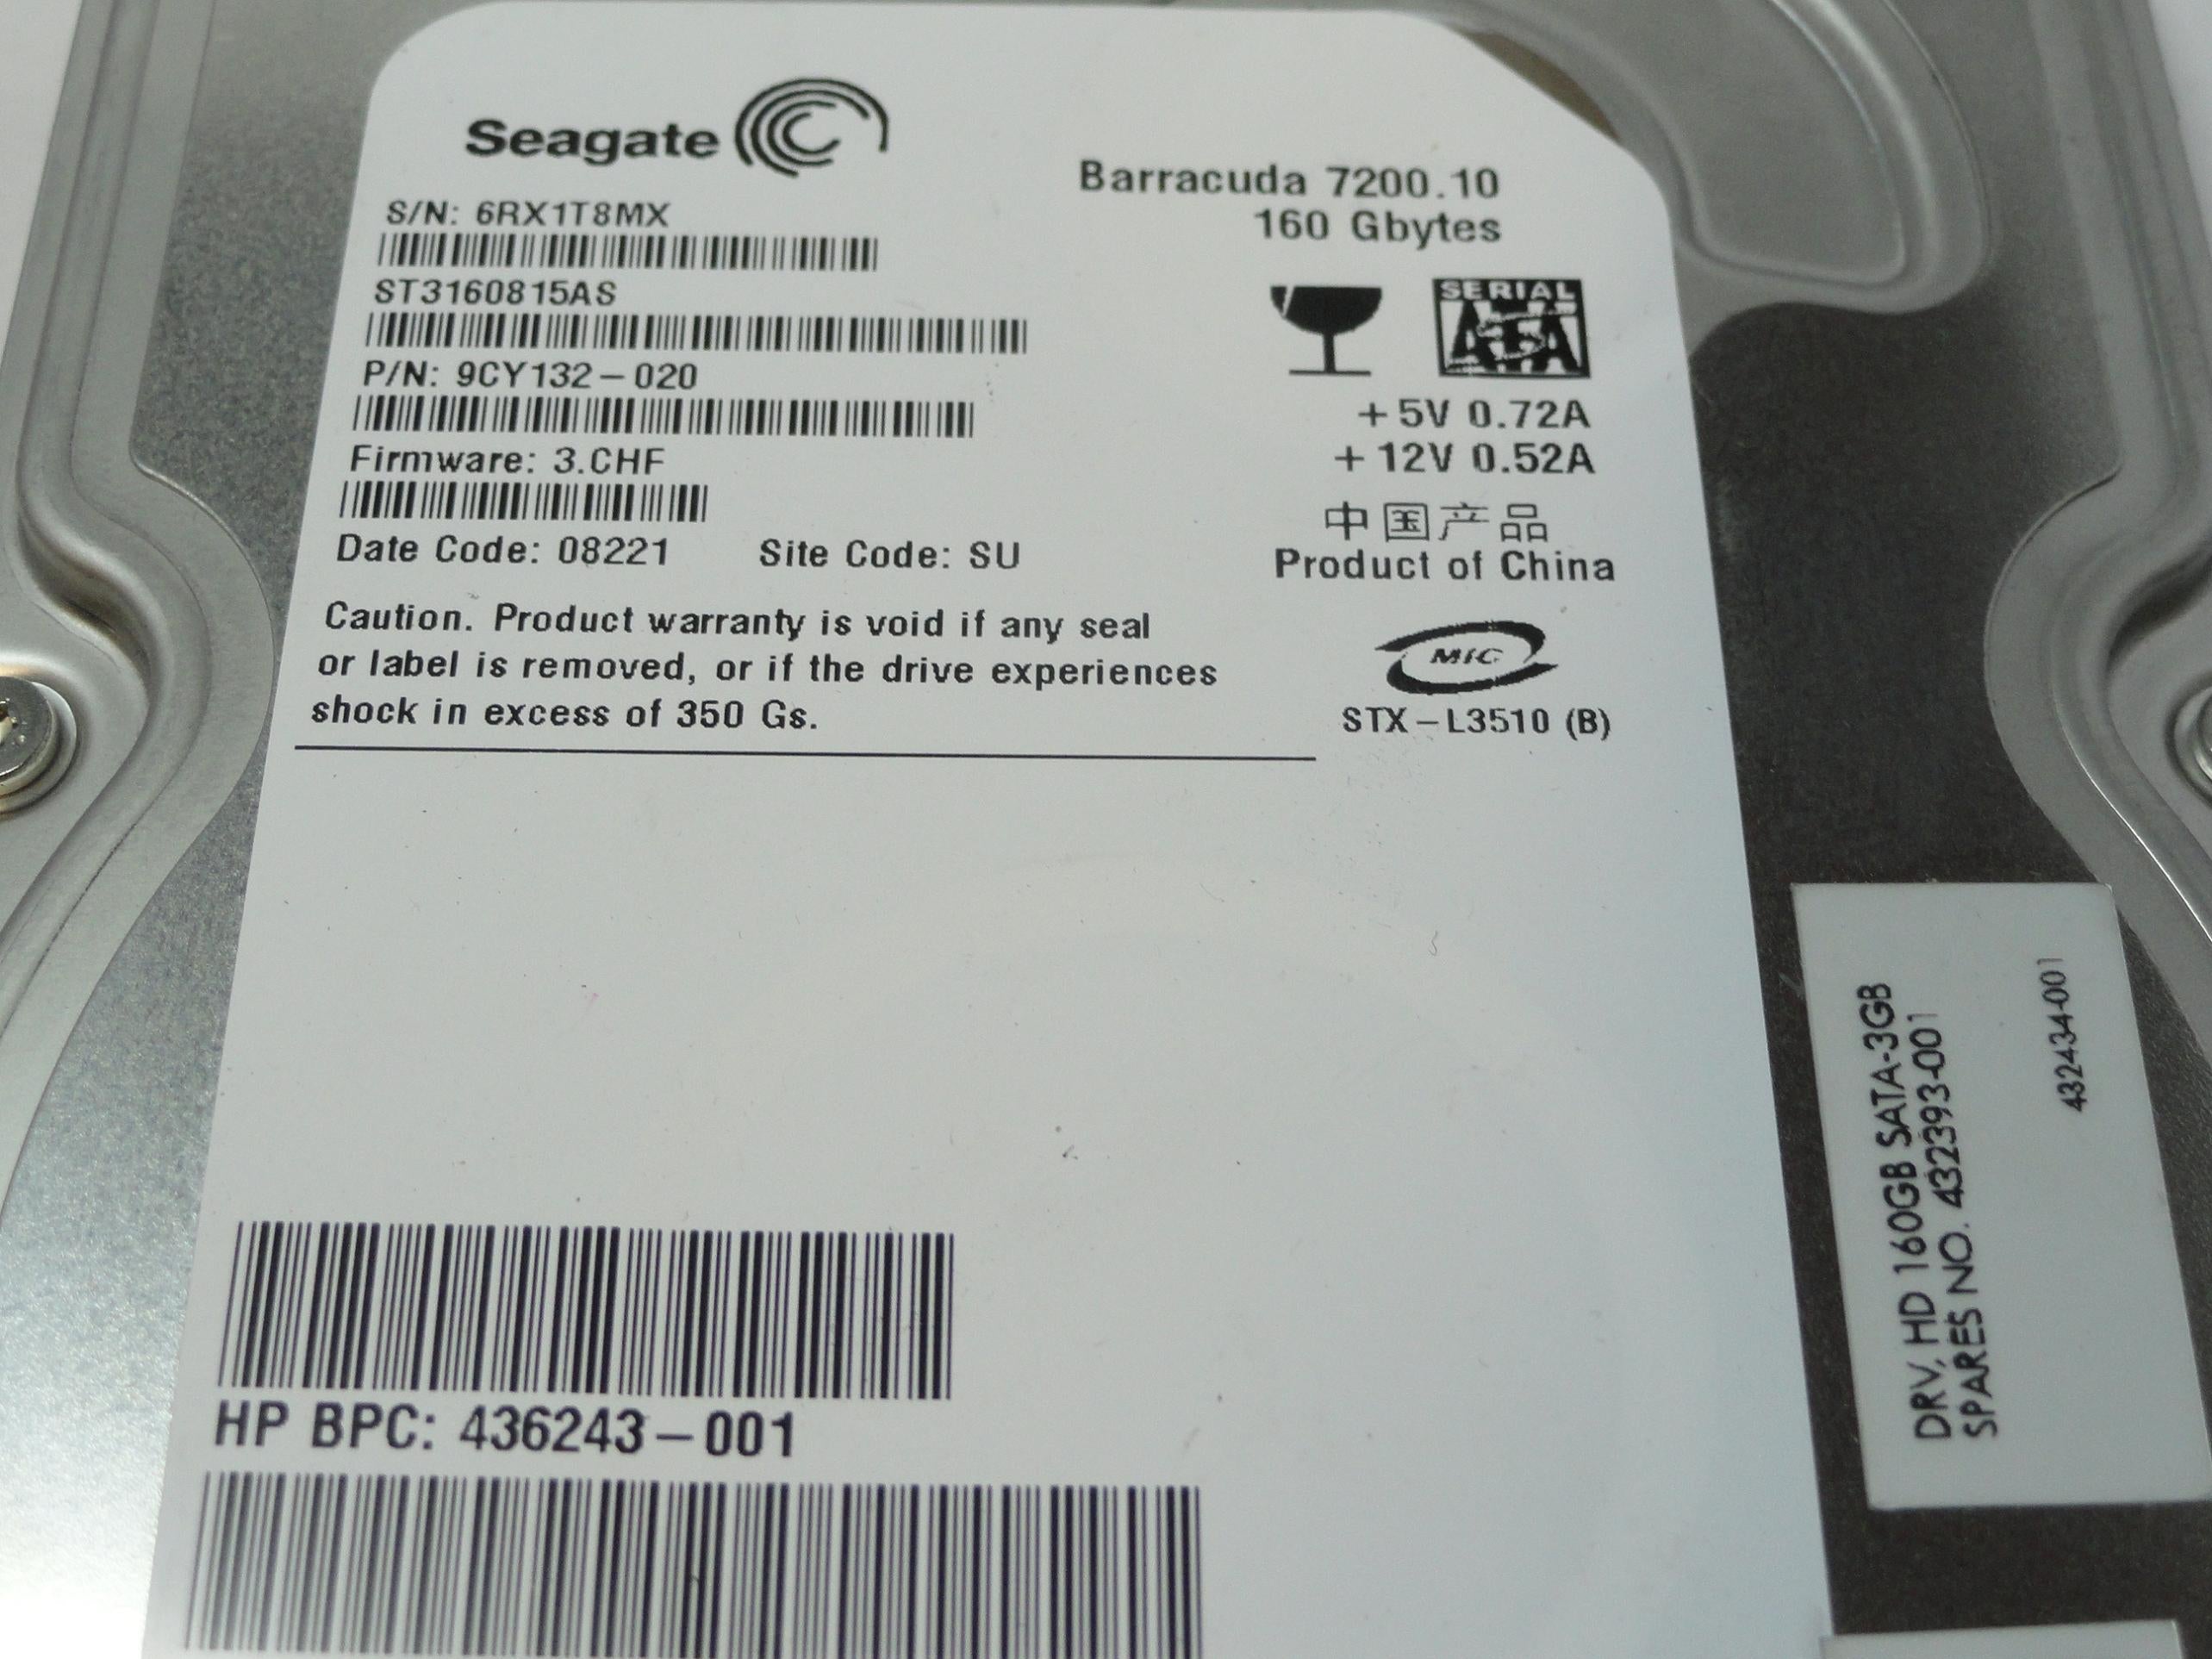 Seagate
Barracuda 7200.10
160 Gbytes
S/N: 6RX1T8MX
ST3160815AS
P/N: 9CY132-020
Firmware: 3.CHF
Date Code: 08221 Site Code: SU
Caution. Product warranty is void if any seal
or label is removed, or if the drive experiences
shock in excess of 350 Gs.
SERIAL
ATA
+5V 0.72A
+12V 0.52A
中国产品
Product of China
MIC
STX-L3510 (B)
HP BPC: 436243-001
DRV, HD 160GB SATA-3GB
SPARES NO. 432393-001
432434-001